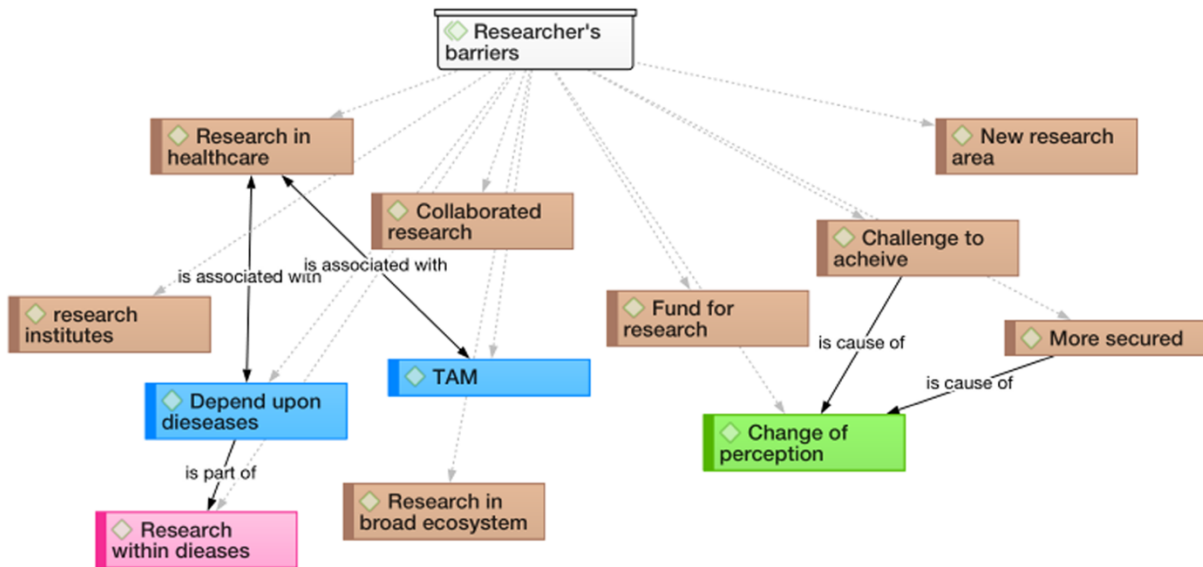 Researcher's
barriers
Research in
healthcare
New research
area
Collaborated
research
Challenge to
acheive
is associated with
is associated with
research
institutes
Fund for
research
More secured
is cause of
TAM
is cause of
Depend upon
dieseases
Change of
perception
is part of
Research in
broad ecosystem
Research
within dieases